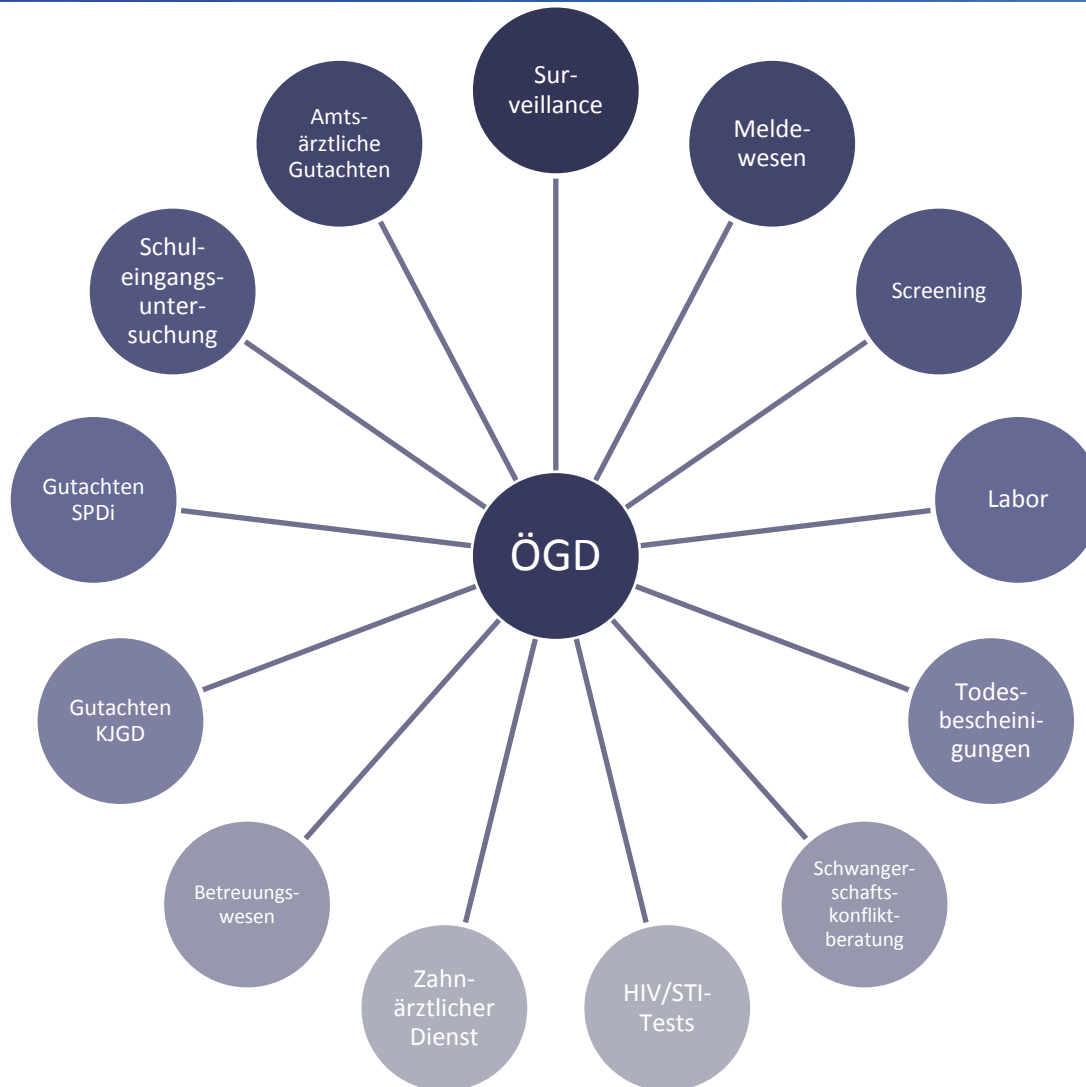 Sur-
veillance
Melde-
wesen
Screening
Labor
Todes-
bescheini-
gungen
Schwanger-
schafts-
konflikt-
beratung
HIV/STI-
Tests
Zahn-
ärztlicher
Dienst
Betreuungs-
wesen
Gutachten
KJGD
Gutachten
SPDi
Schul-
eingangs-
unter-
suchung
Amts-
ärztliche
Gutachten
ÖGD